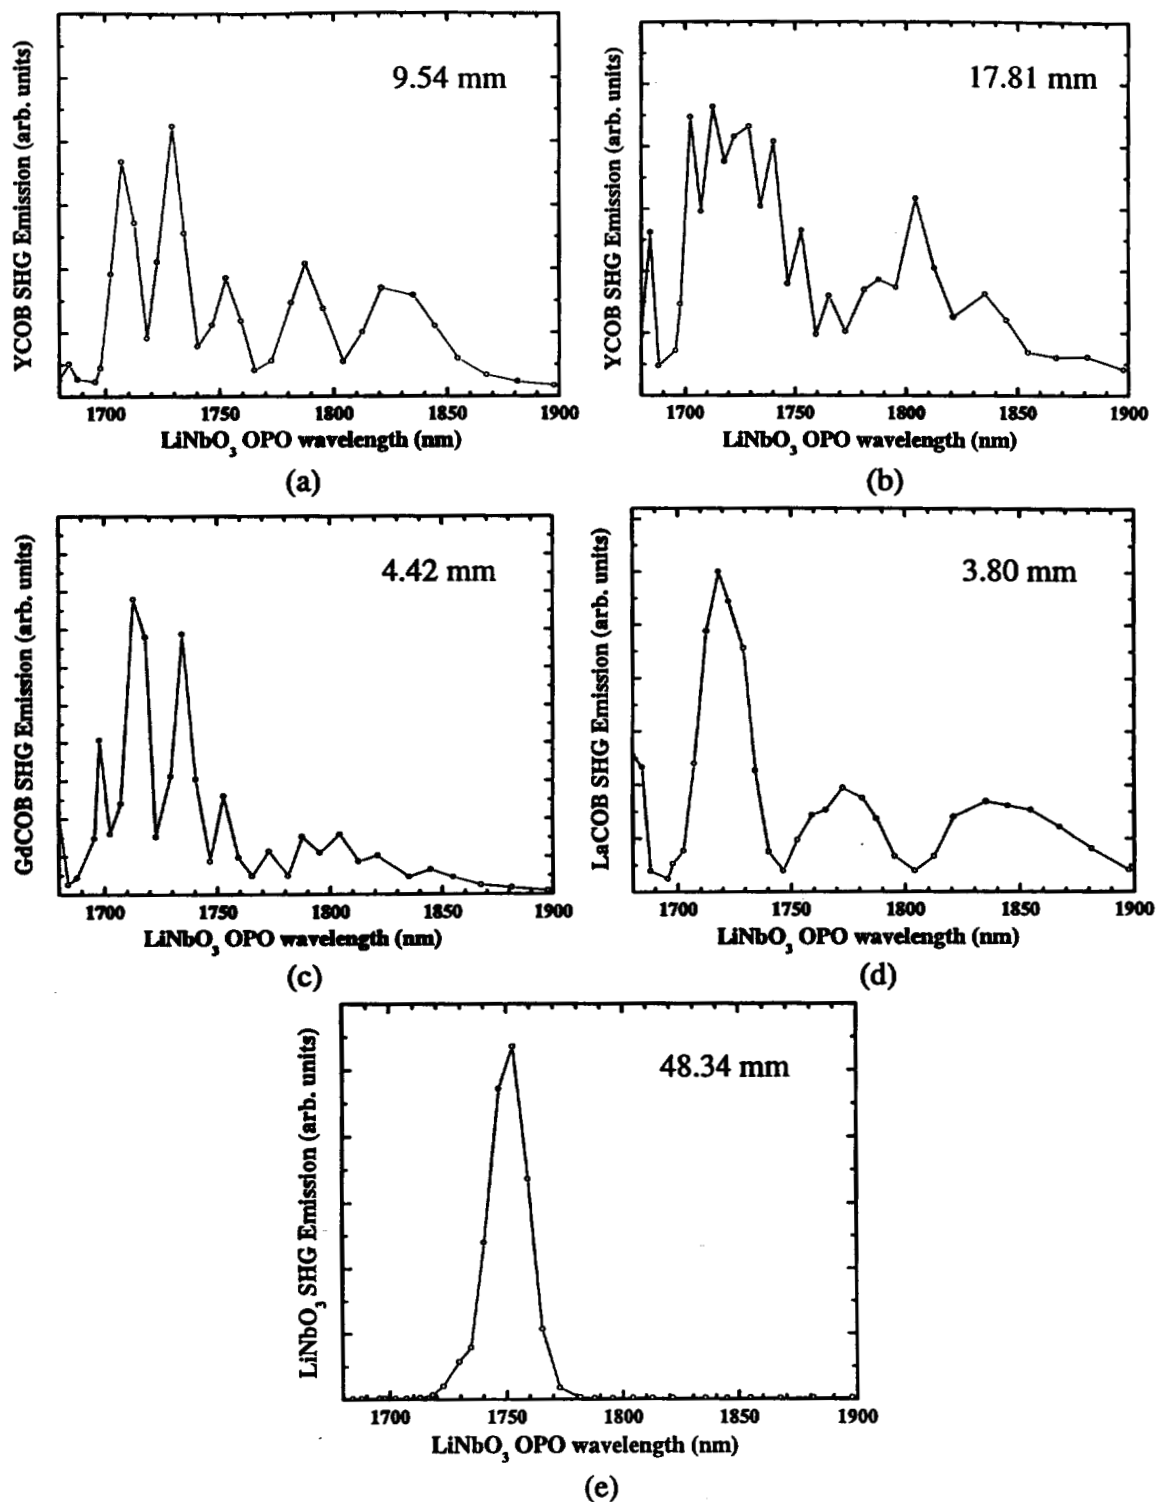 YCOB SHG Emission (arb. units)
9.54 mm
1700 1750 1800 1850 1900
LiNbO₃ OPO wavelength (nm)
(a)
YCOB SHG Emission (arb. units)
17.81 mm
1700 1750 1800 1850 1900
LiNbO₃ OPO wavelength (nm)
(b)
GdCOB SHG Emission (arb. units)
4.42 mm
1700 1750 1800 1850 1900
LiNbO₃ OPO wavelength (nm)
(c)
LaCOB SHG Emission (arb. units)
3.80 mm
1700 1750 1800 1850 1900
LiNbO₃ OPO wavelength (nm)
(d)
LiNbO₃ SHG Emission (arb. units)
48.34 mm
1700 1750 1800 1850 1900
LiNbO₃ OPO wavelength (nm)
(e)